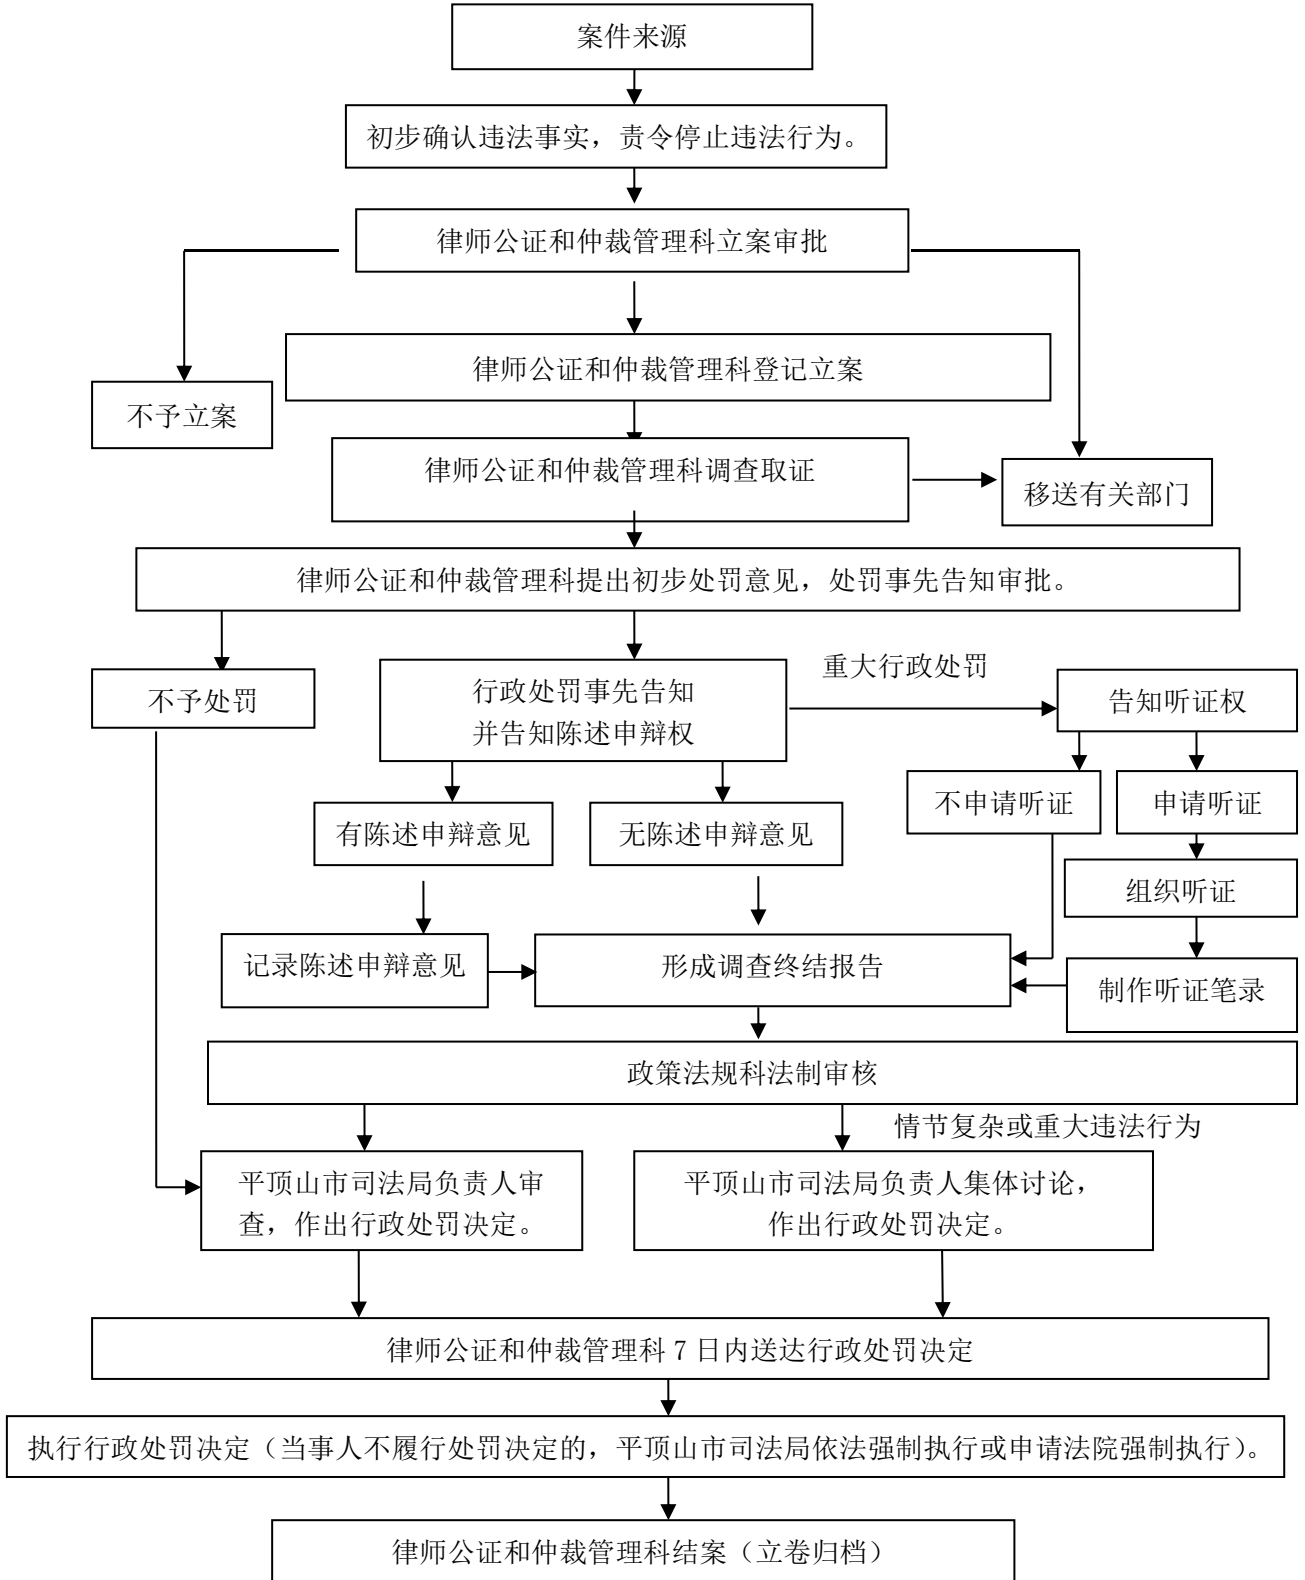 案件来源
初步确认违法事实，责令停止违法行为。
律师公证和仲裁管理科立案审批
律师公证和仲裁管理科登记立案
不予立案
律师公证和仲裁管理科调查取证
移送有关部门
律师公证和仲裁管理科提出初步处罚意见，处罚事先告知审批。
不予处罚
行政处罚事先告知
并告知陈述申辩权
重大行政处罚
告知听证权
不申请听证
申请听证
有陈述申辩意见
无陈述申辩意见
组织听证
记录陈述申辩意见
形成调查终结报告
制作听证笔录
政策法规科法制审核
情节复杂或重大违法行为
平顶山市司法局负责人审
查，作出行政处罚决定。
平顶山市司法局负责人集体讨论，
作出行政处罚决定。
律师公证和仲裁管理科 7 日内送达行政处罚决定
执行行政处罚决定（当事人不履行处罚决定的，平顶山市司法局依法强制执行或申请法院强制执行）。
律师公证和仲裁管理科结案（立卷归档）